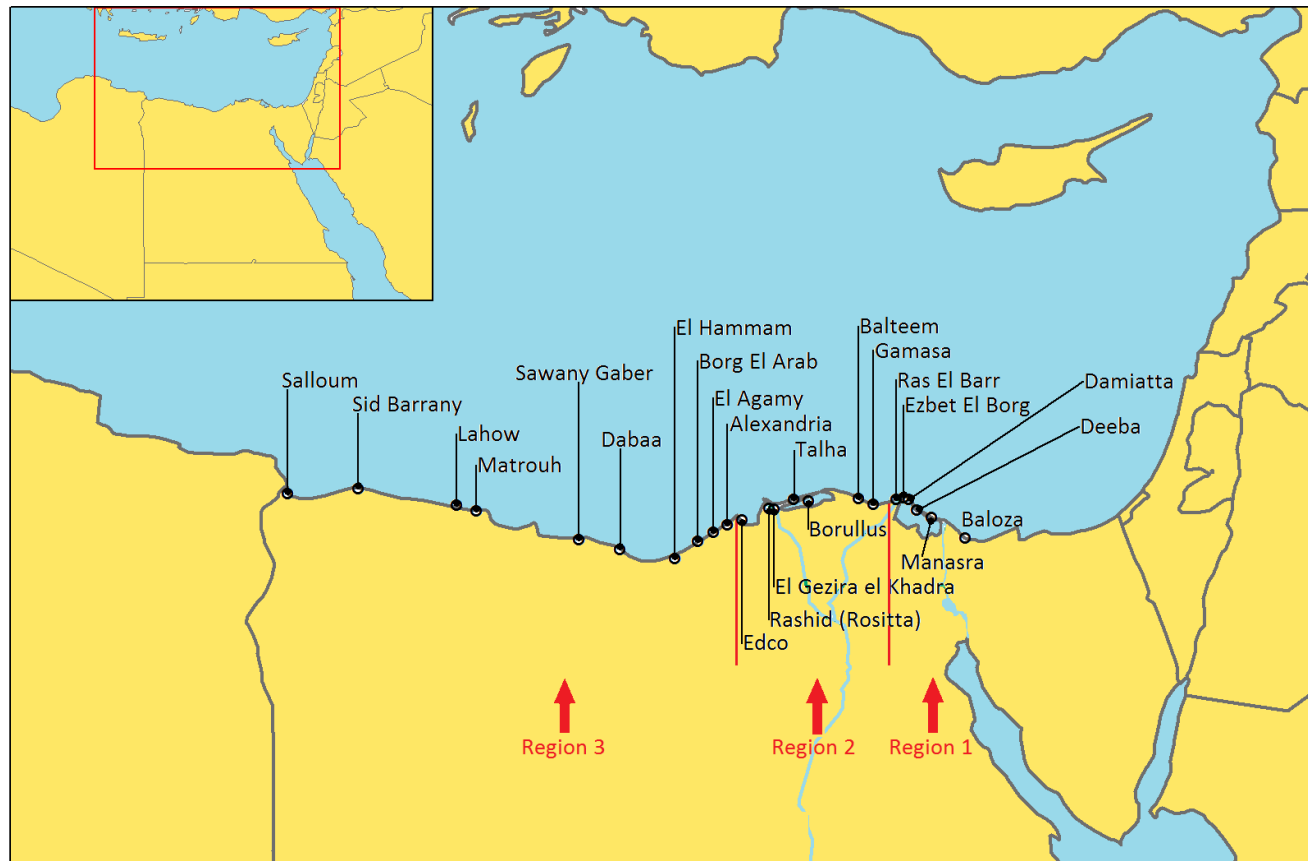 El Hammam
Balteem
Gamasa
Borg El Arab
Sawany Gaber
Salloum
Ras El Barr
Damiatta
El Agamy
Sid Barrany
Ezbet El Borg
Alexandria
Deeba
Lahow
Dabaa
Talha
Matrouh
Baloza
Borullus
Manasra
El Gezira el Khadra
Rashid (Rositta)
Edco
Region 3
Region 2
Region 1